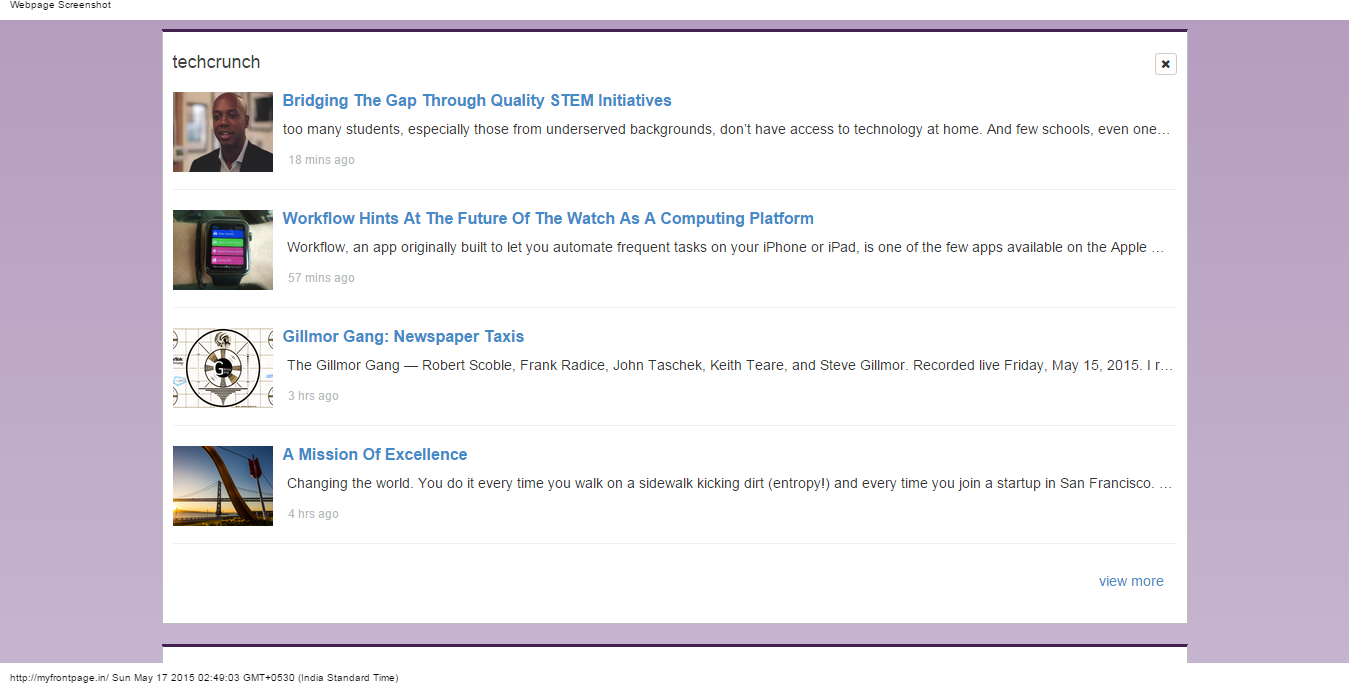 Webpage Screenshot
techcrunch
Bridging The Gap Through Quality STEM Initiatives
too many students, especially those from underserved backgrounds, don’t have access to technology at home. And few schools, even one…
18 mins ago
Workflow Hints At The Future Of The Watch As A Computing Platform
Workflow, an app originally built to let you automate frequent tasks on your iPhone or iPad, is one of the few apps available on the Apple …
57 mins ago
Gillmor Gang: Newspaper Taxis
The Gillmor Gang — Robert Scoble, Frank Radice, John Taschek, Keith Teare, and Steve Gillmor. Recorded live Friday, May 15, 2015. I r…
3 hrs ago
A Mission Of Excellence
Changing the world. You do it every time you walk on a sidewalk kicking dirt (entropy!) and every time you join a startup in San Francisco. …
4 hrs ago
view more
http://myfrontpage.in/ Sun May 17 2015 02:49:03 GMT+0530 (India Standard Time)